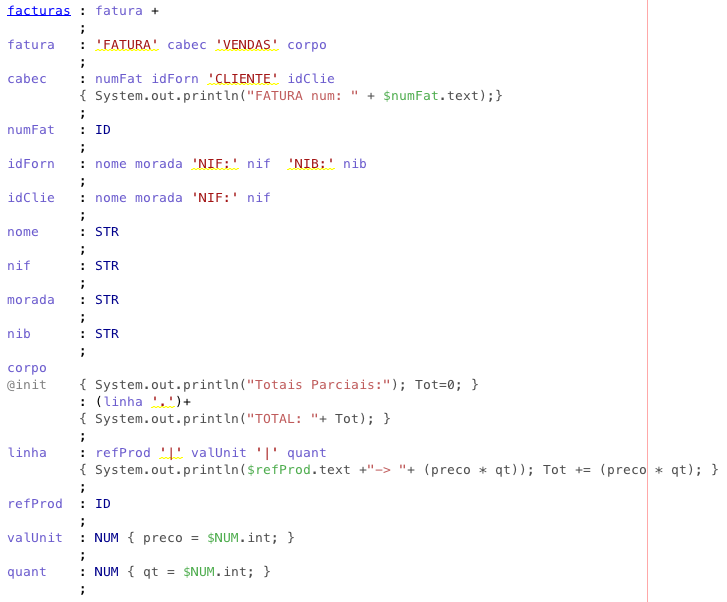 facturas : fatura +
;
fatura : 'FATURA' cabec 'VENDAS' corpo
;
cabec : numFat idForn 'CLIENTE' idClie
{ System.out.println("FATURA num: " + $numFat.text);}
;
numFat : ID
;
idForn : nome morada 'NIF:' nif 'NIB:' nib
;
idClie : nome morada 'NIF:' nif
;
nome : STR
;
nif : STR
;
morada : STR
;
nib : STR
;
corpo
@init { System.out.println("Totais Parciais:"); Tot=0; }
: (linha '.')+
{ System.out.println("TOTAL: "+ Tot); }
;
linha : refProd '|' valUnit '|' quant
{ System.out.println($refProd.text +"-> "+ (preco * qt)); Tot += (preco * qt); }
;
refProd : ID
;
valUnit : NUM { preco = $NUM.int; }
;
quant : NUM { qt = $NUM.int; }
;